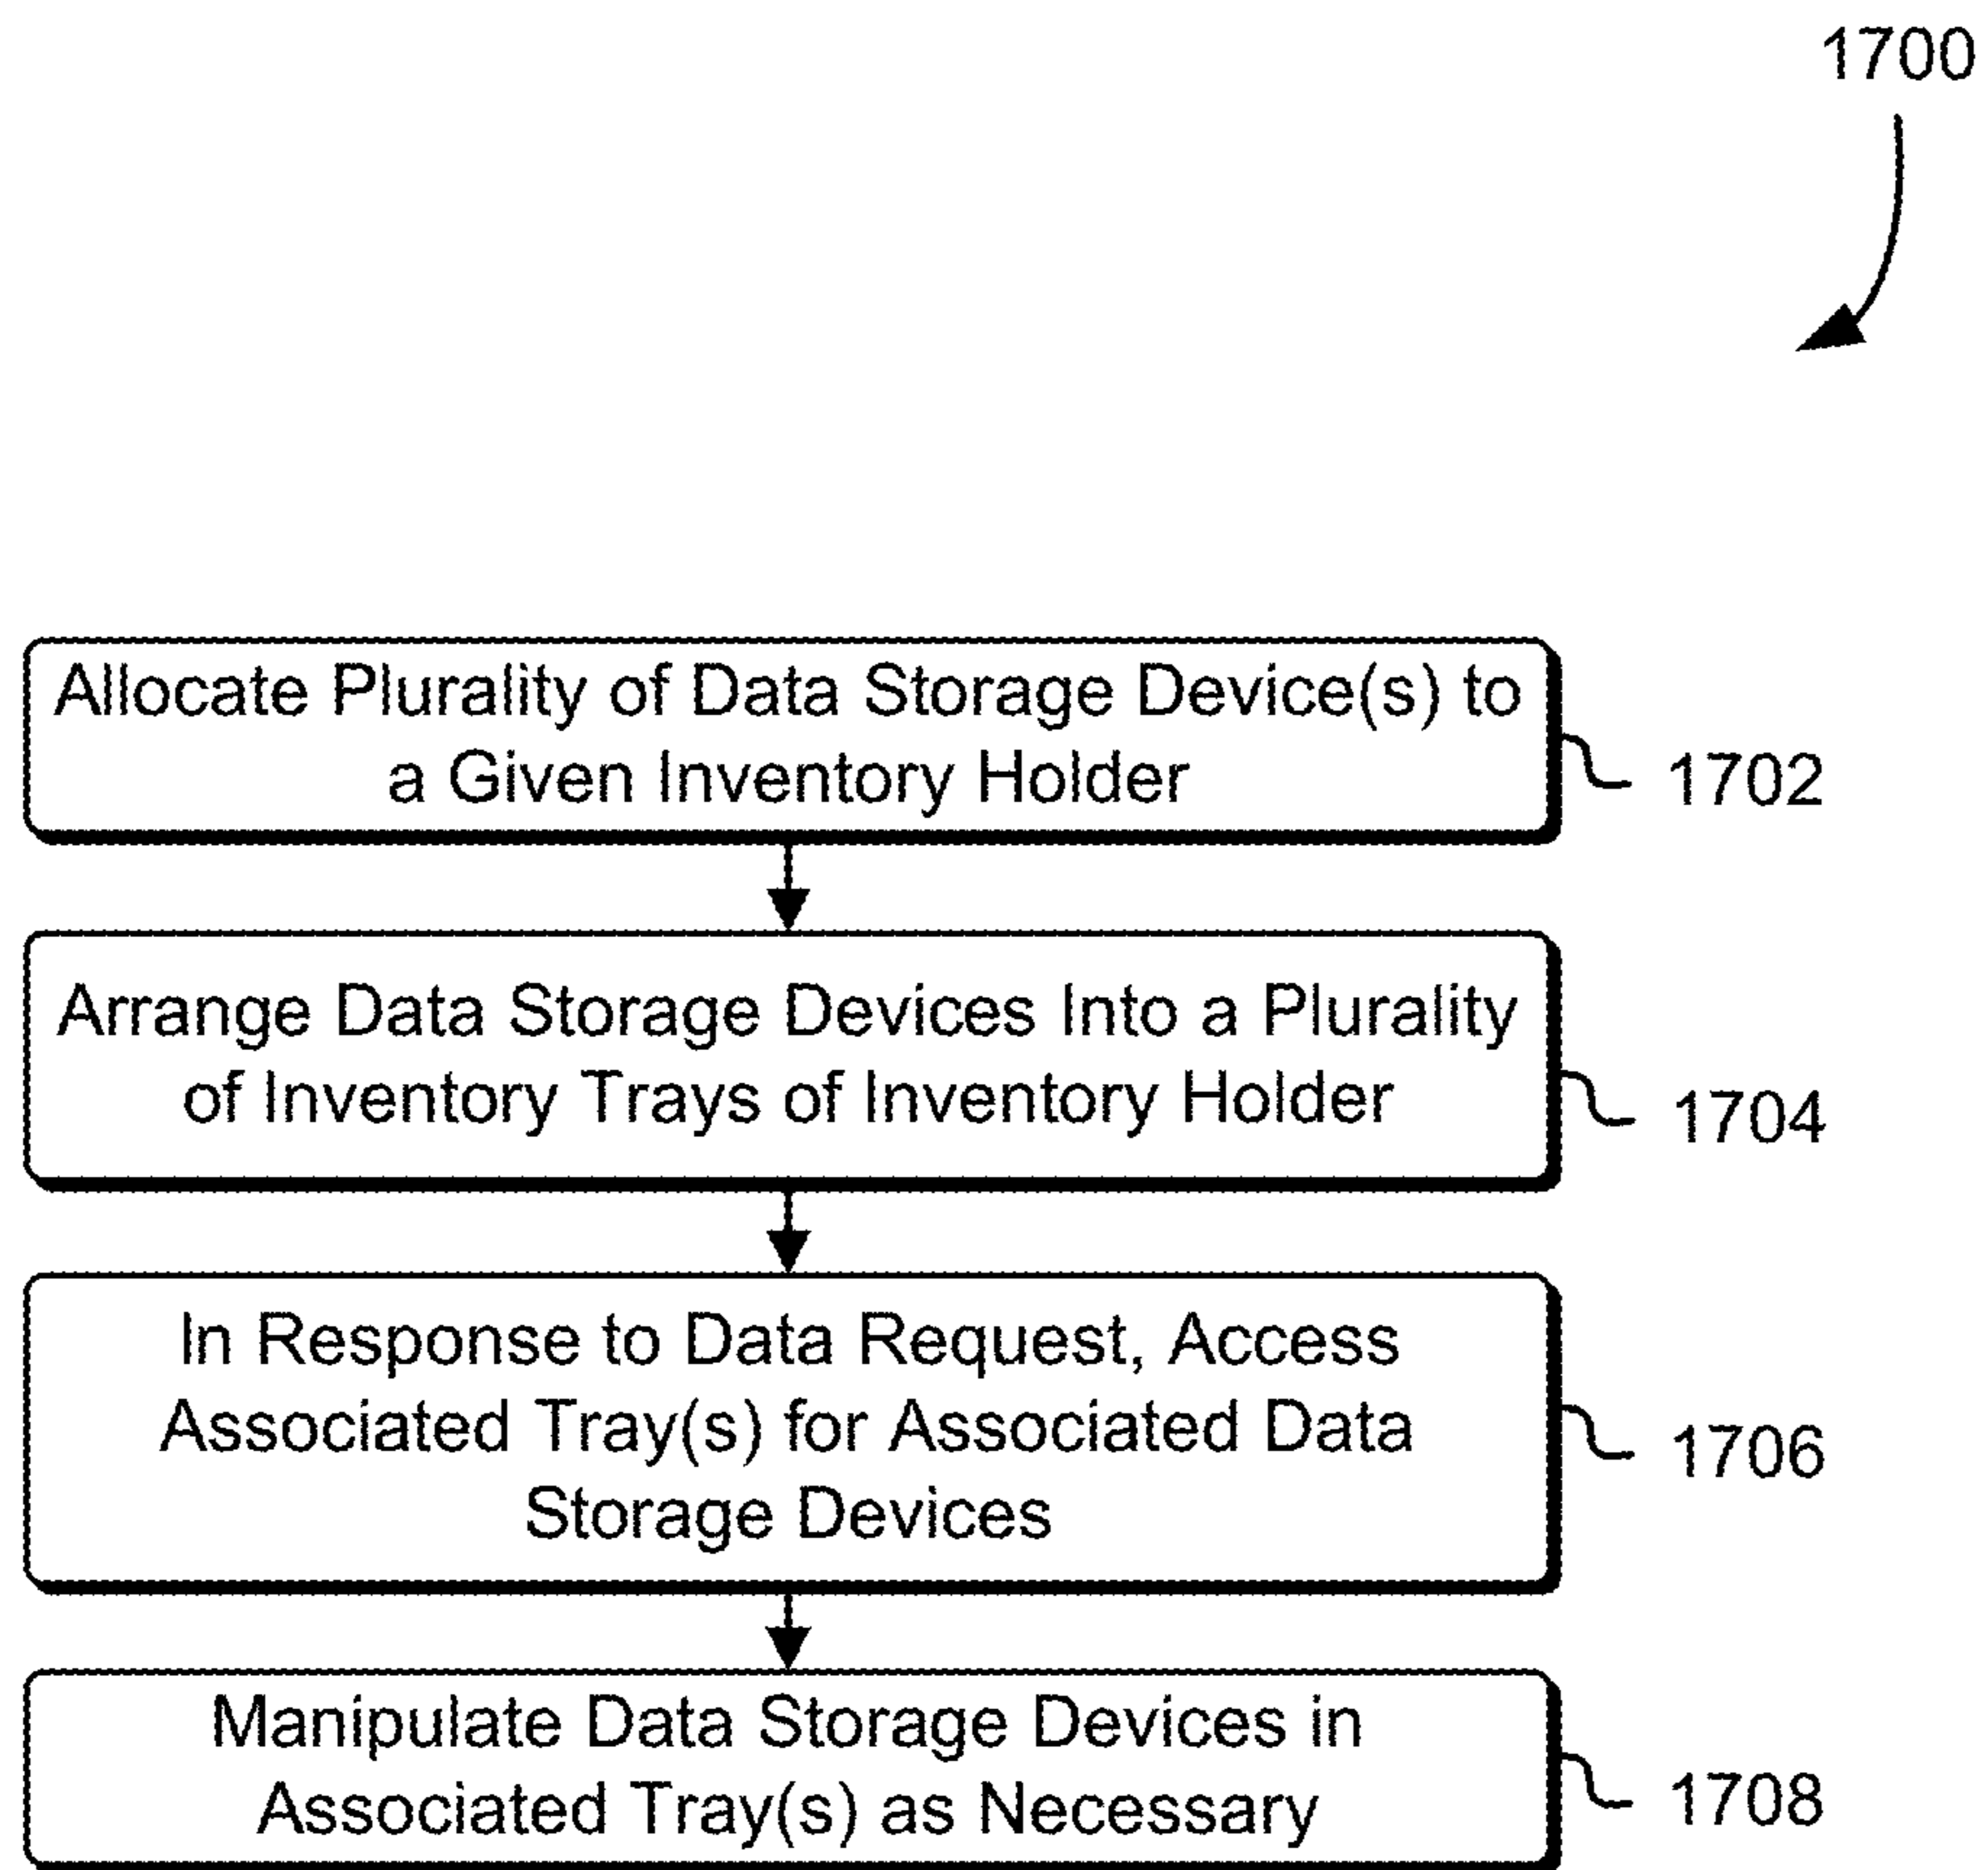 1700
Allocate Plurality of Data Storage Device(s) to
a Given Inventory Holder
1702
Arrange Data Storage Devices Into a Plurality
of Inventory Trays of Inventory Holder
1704
In Response to Data Request, Access
Associated Tray(s) for Associated Data
Storage Devices
1706
Manipulate Data Storage Devices in
Associated Tray(s) as Necessary
1708